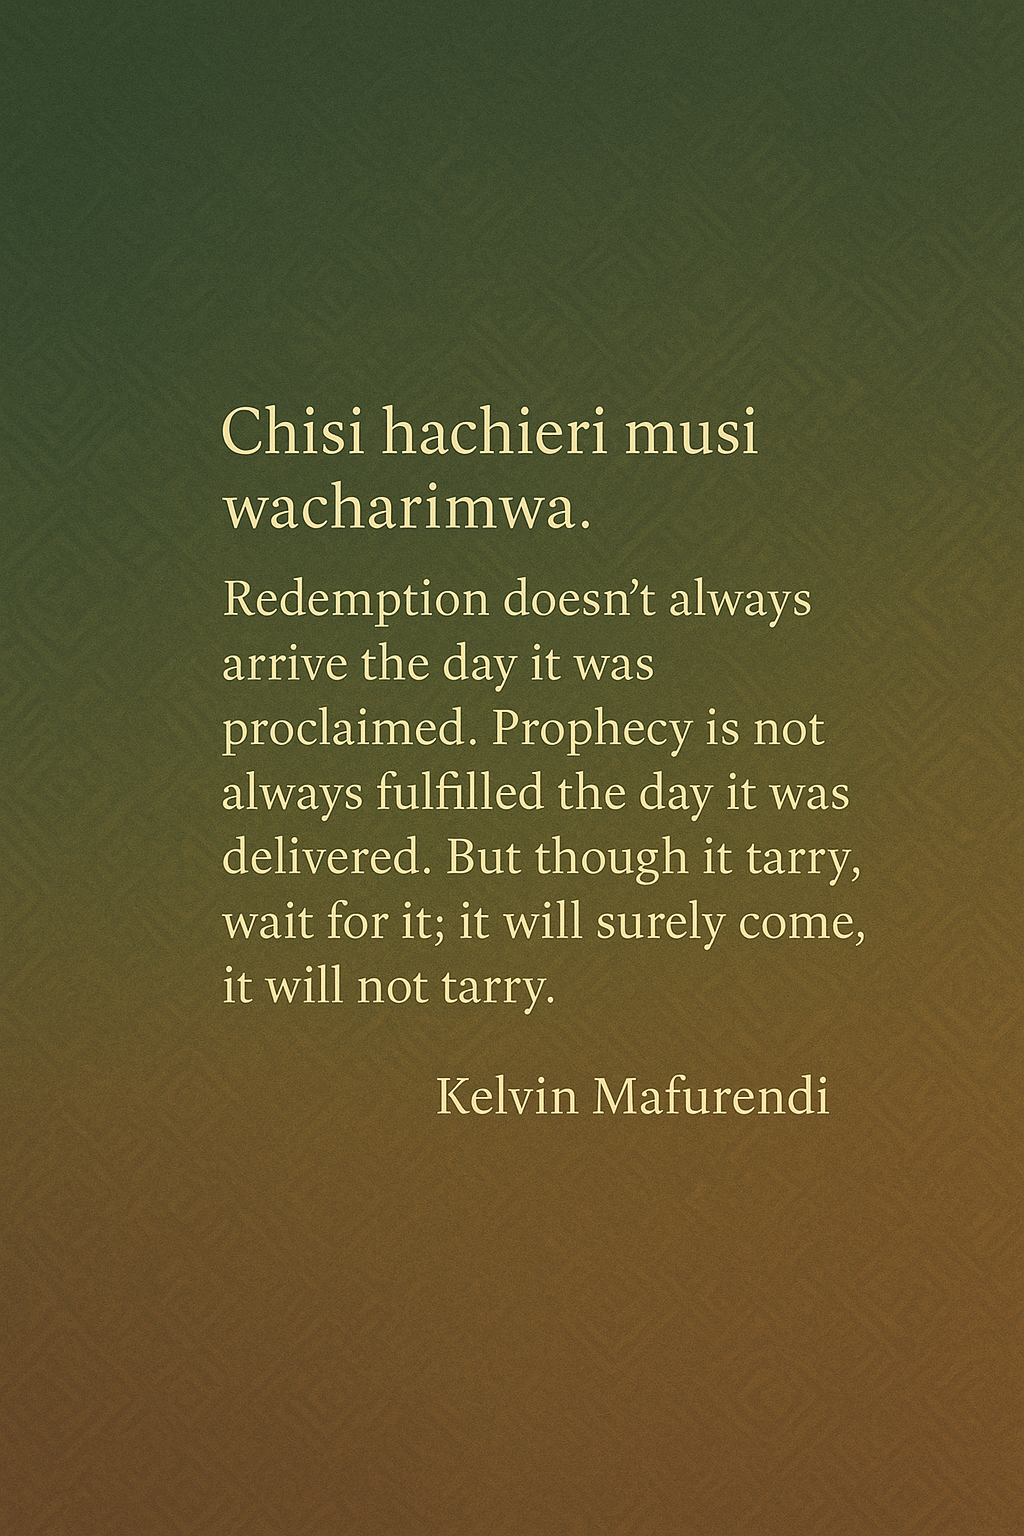 Chisi hachieri musi
wacharimwa.
Redemption doesn’t always
arrive the day it was
proclaimed. Prophecy is not
always fulfilled the day it was
delivered. But though it tarry,
wait for it; it will surely come,
it will not tarry.
Kelvin Mafurendi